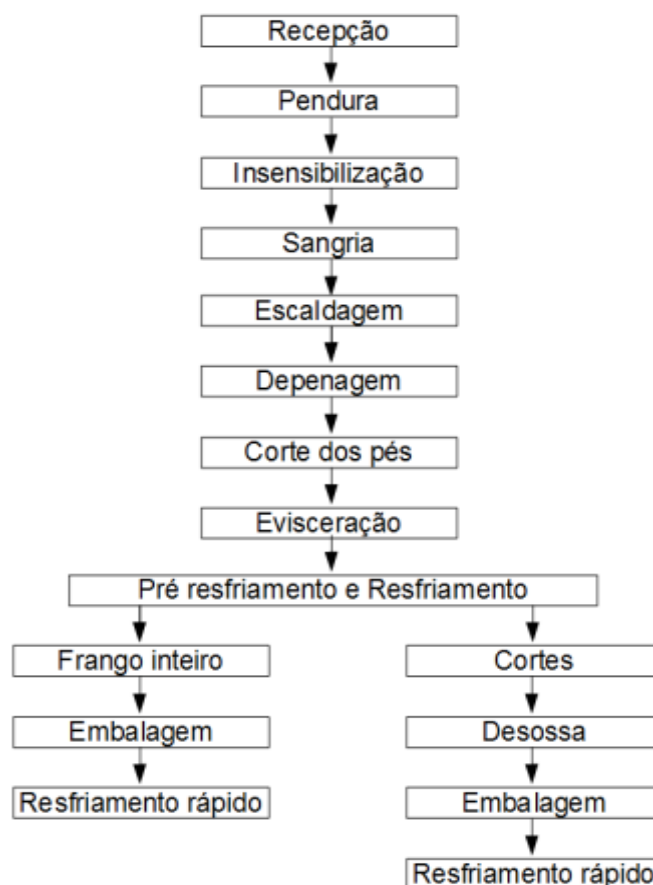 Recepção
Pendura
Insensibilização
Sangria
Escaldagem
Depenagem
Corte dos pés
Evisceração
Pré resfriamento e Resfriamento
Frango inteiro
Embalagem
Resfriamento rápido
Cortes
Desossa
Embalagem
Resfriamento rápido